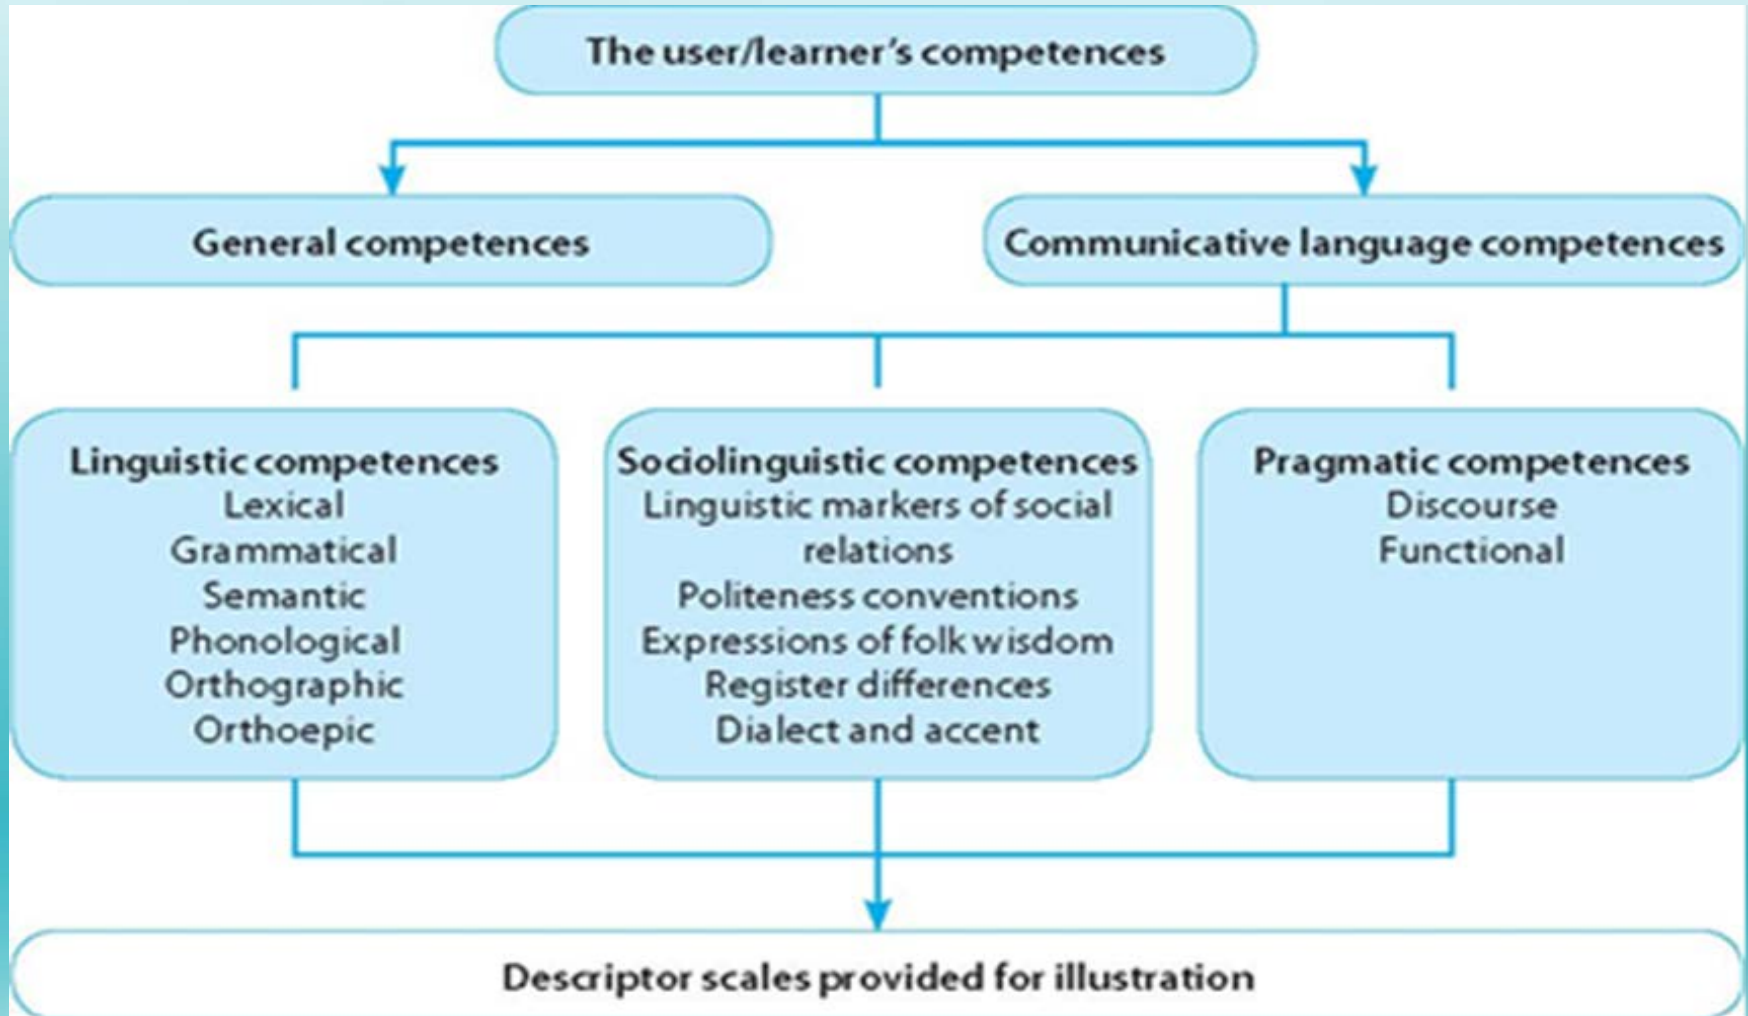 The user/learner's competences
General competences
Communicative language competences
Linguistic competences
Lexical
Grammatical
Semantic
Phonological
Orthographic
Orthoepic
Sociolinguistic competences
Linguistic markers of social
relations
Politeness conventions
Expressions of folk wisdom
Register differences
Dialect and accent
Pragmatic competences
Discourse
Functional
Descriptor scales provided for illustration